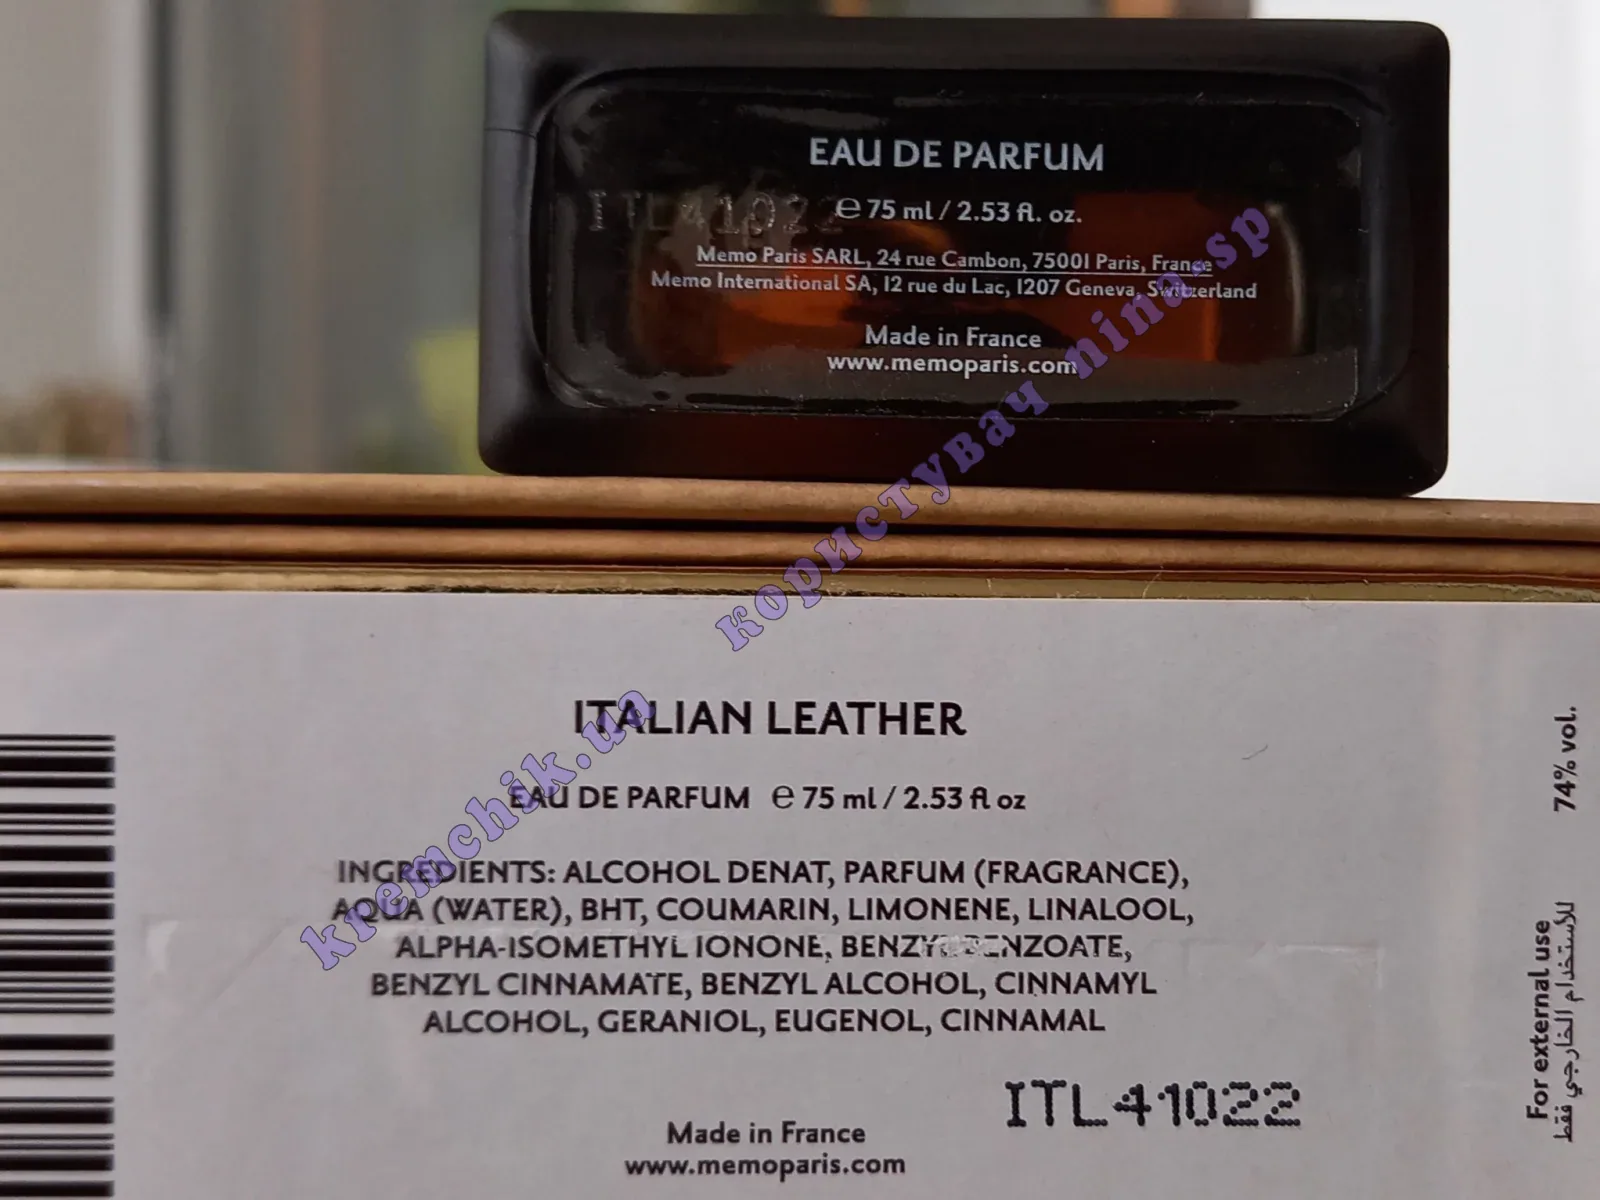 EAU DE PARFUM
ITL41022 ℮ 75 ml / 2.53 fl. oz.
Memo Paris SARL, 24 rue Cambon, 75001 Paris, France
Memo International SA, 12 rue du Lac, 1207 Geneva, Switzerland
Made in France
www.memoparis.com
kremchik.ua користувач nina.sp
ITALIAN LEATHER
EAU DE PARFUM ℮ 75 ml / 2.53 fl oz
INGREDIENTS: ALCOHOL DENAT, PARFUM (FRAGRANCE),
AQUA (WATER), BHT, COUMARIN, LIMONENE, LINALOOL,
ALPHA-ISOMETHYL IONONE, BENZYL BENZOATE,
BENZYL CINNAMATE, BENZYL ALCOHOL, CINNAMYL
ALCOHOL, GERANIOL, EUGENOL, CINNAMAL
ITL41022
Made in France
www.memoparis.com
74% vol.
For external use
للاستخدام الخارجي فقط